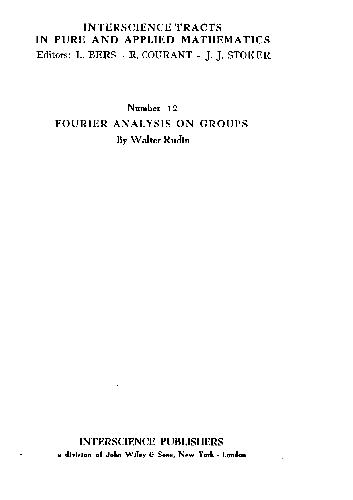 INTERSCIENCE TRACTS
IN PURE AND APPLIED MATHEMATICS
Editors: L. BERS · R. COURANT · J. J. STOKER
Number 12
FOURIER ANALYSIS ON GROUPS
By Walter Rudin
INTERSCIENCE PUBLISHERS
a division of John Wiley & Sons, New York · London